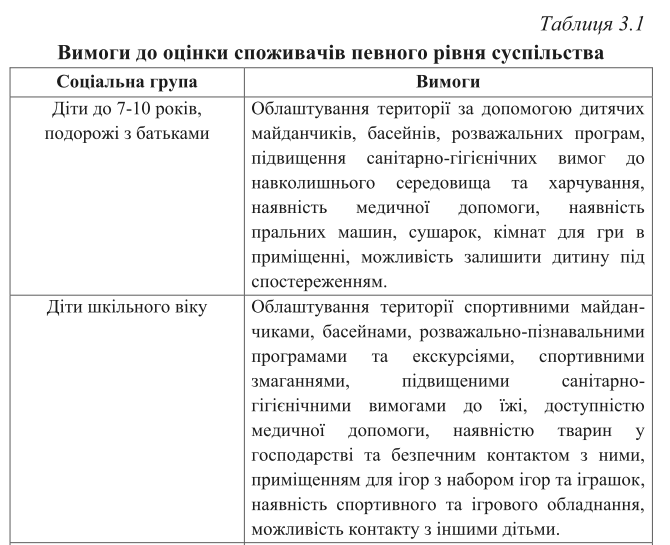 Таблиця 3.1
Вимоги до оцінки споживачів певного рівня суспільства
Соціальна група
Вимоги
Діти до 7-10 років,
подорожі з батьками
Облаштування території за допомогою дитячих
майданчиків, басейнів, розважальних програм,
підвищення санітарно-гігієнічних вимог до
навколишнього середовища та харчування,
наявність медичної допомоги, наявність
пральних машин, сушарок, кімнат для гри в
приміщенні, можливість залишити дитину під
спостереженням.
Діти шкільного віку
Облаштування території спортивними майдан-
чиками, басейнами, розважально-пізнавальними
програмами та екскурсіями, спортивними
змаганнями, підвищеними санітарно-
гігієнічними вимогами до їжі, доступністю
медичної допомоги, наявністю тварин у
господарстві та безпечним контактом з ними,
приміщенням для ігор з набором ігор та іграшок,
наявність спортивного та ігрового обладнання,
можливість контакту з іншими дітьми.